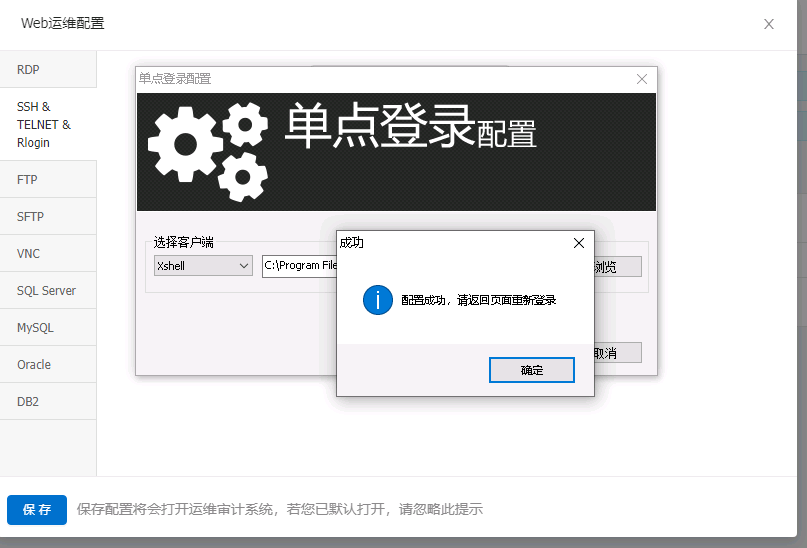 Web运维配置
RDP
SSH &
TELNET &
Rlogin
FTP
SFTP
VNC
SQL Server
MySQL
Oracle
DB2
单点登录配置
单点登录配置
选择客户端
Xshell
C:\Program File
浏览
取消
成功
配置成功，请返回页面重新登录
确定
保 存
保存配置将会打开运维审计系统，若您已默认打开，请忽略此提示